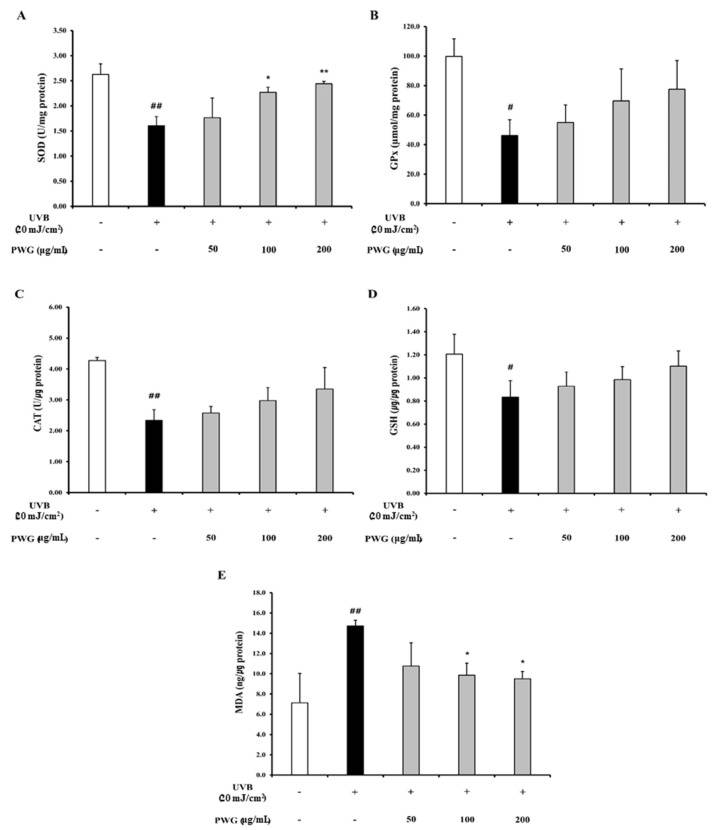 A
SOD (U/mg protein)
3.50
3.00
2.50
2.00
1.50
1.00
0.50
0.00
##
*
**
UVB
(20 mJ/cm²)
- + + + +
PWG (µg/mL)
- - 50 100 200
B
GPx (µmol/mg protein)
120.0
100.0
80.0
60.0
40.0
20.0
0.0
#
UVB
(20 mJ/cm²)
- + + + +
PWG (µg/mL)
- - 50 100 200
C
CAT (U/µg protein)
6.00
5.00
4.00
3.00
2.00
1.00
0.00
##
UVB
(20 mJ/cm²)
- + + + +
PWG (µg/mL)
- - 50 100 200
D
GSH (µg/µg protein)
1.60
1.40
1.20
1.00
0.80
0.60
0.40
0.20
0.00
#
UVB
(20 mJ/cm²)
- + + + +
PWG (µg/mL)
- - 50 100 200
E
MDA (ng/µg protein)
18.0
16.0
14.0
12.0
10.0
8.0
6.0
4.0
2.0
0.0
##
*
*
UVB
(20 mJ/cm²)
- + + + +
PWG (µg/mL)
- - 50 100 200